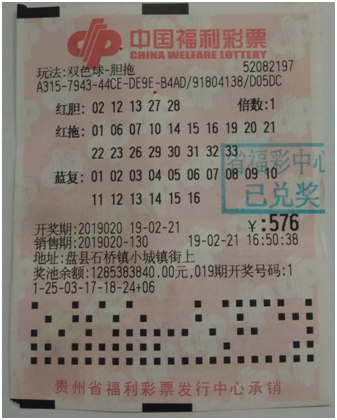 中国福利彩票
CHINA WELFARE LOTTERY
玩法:双色球-胆拖 52082197
A315-7943-44CE-DE9E-B4AD/91804138/D05DC
红胆: 02 12 13 27 28 倍数:1
红拖: 01 06 07 10 14 15 16 19 20 21
22 23 26 29 30 31 32 33
蓝复: 01 02 03 04 05 06 07 08 09 10
11 12 13 14 15 16
省福彩中心
已兑奖
开奖期:2019020 19-02-21 ¥:576
销售期:2019020-130 19-02-21 16:50:38
地址:盘县石桥镇小城镇街上
奖池余额:1285383840.00元,019期开奖号码:1
1-25-03-17-18-24+06
贵州省福利彩票发行中心承销